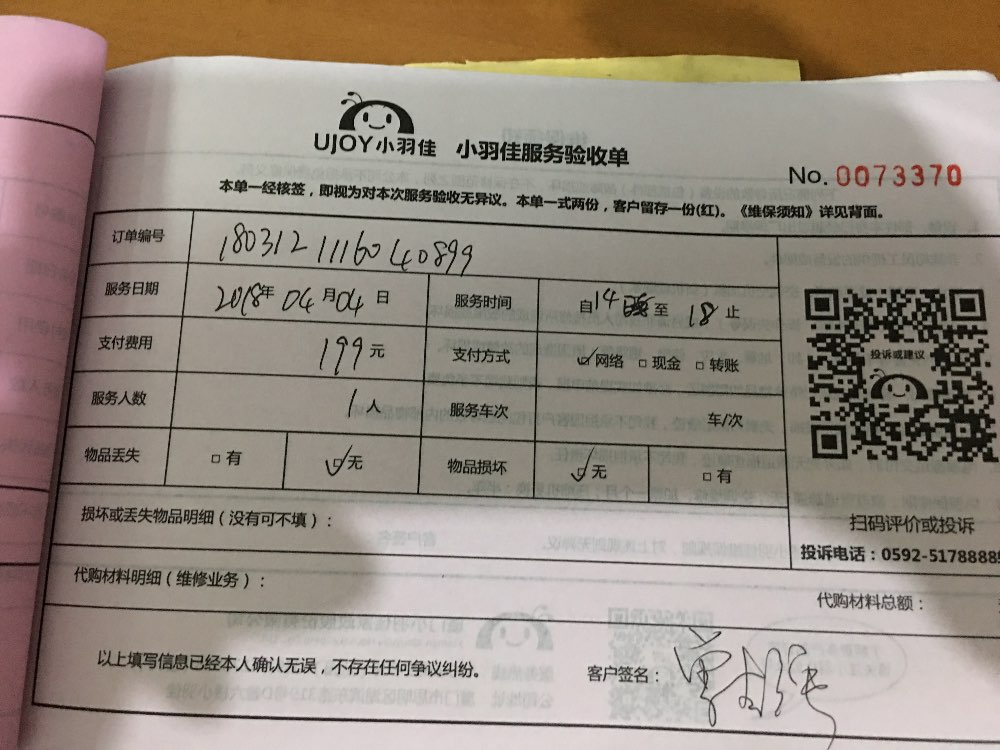 UJOY小羽佳 小羽佳服务验收单
No. 0073370
本单一经核签，即视为对本次服务验收无异议。本单一式两份，客户留存一份(红)。《维保须知》详见背面。
订单编号 1803121116040899
服务日期 2018年04月04日 服务时间 自14至18止
支付费用 199元 支付方式 ☑网络 □现金 □转账
投诉或建议
服务人数 1人 服务车次 车/次
物品丢失 □有 ☑无 物品损坏 ☑无 □有
损坏或丢失物品明细（没有可不填）：
扫码评价或投诉
投诉电话：0592-5178888
代购材料明细（维修业务）：
代购材料总额：
以上填写信息已经本人确认无误，不存在任何争议纠纷。 客户签名：